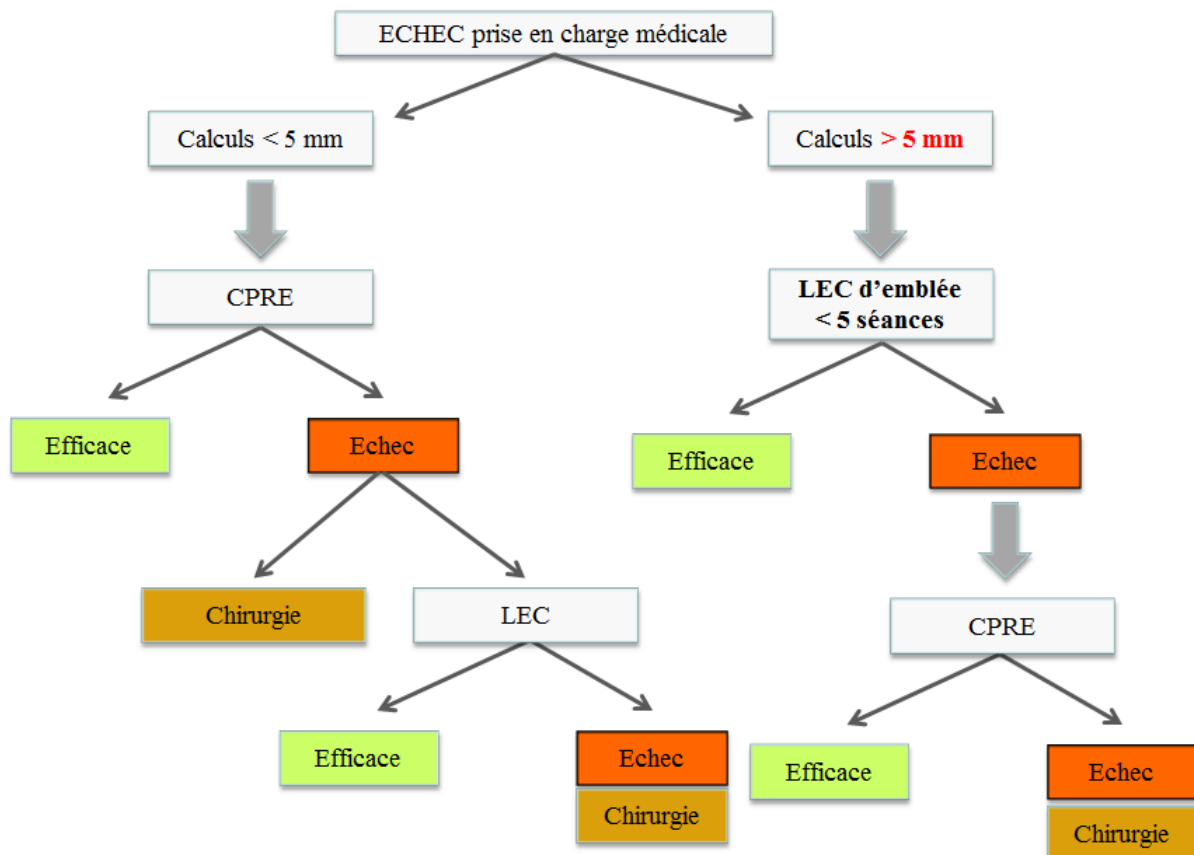 ECHEC prise en charge médicale
Calculs < 5 mm
Calculs > 5 mm
CPRE
LEC d’emblée
< 5 séances
Efficace
Echec
Efficace
Echec
Chirurgie
LEC
CPRE
Efficace
Echec
Chirurgie
Efficace
Echec
Chirurgie